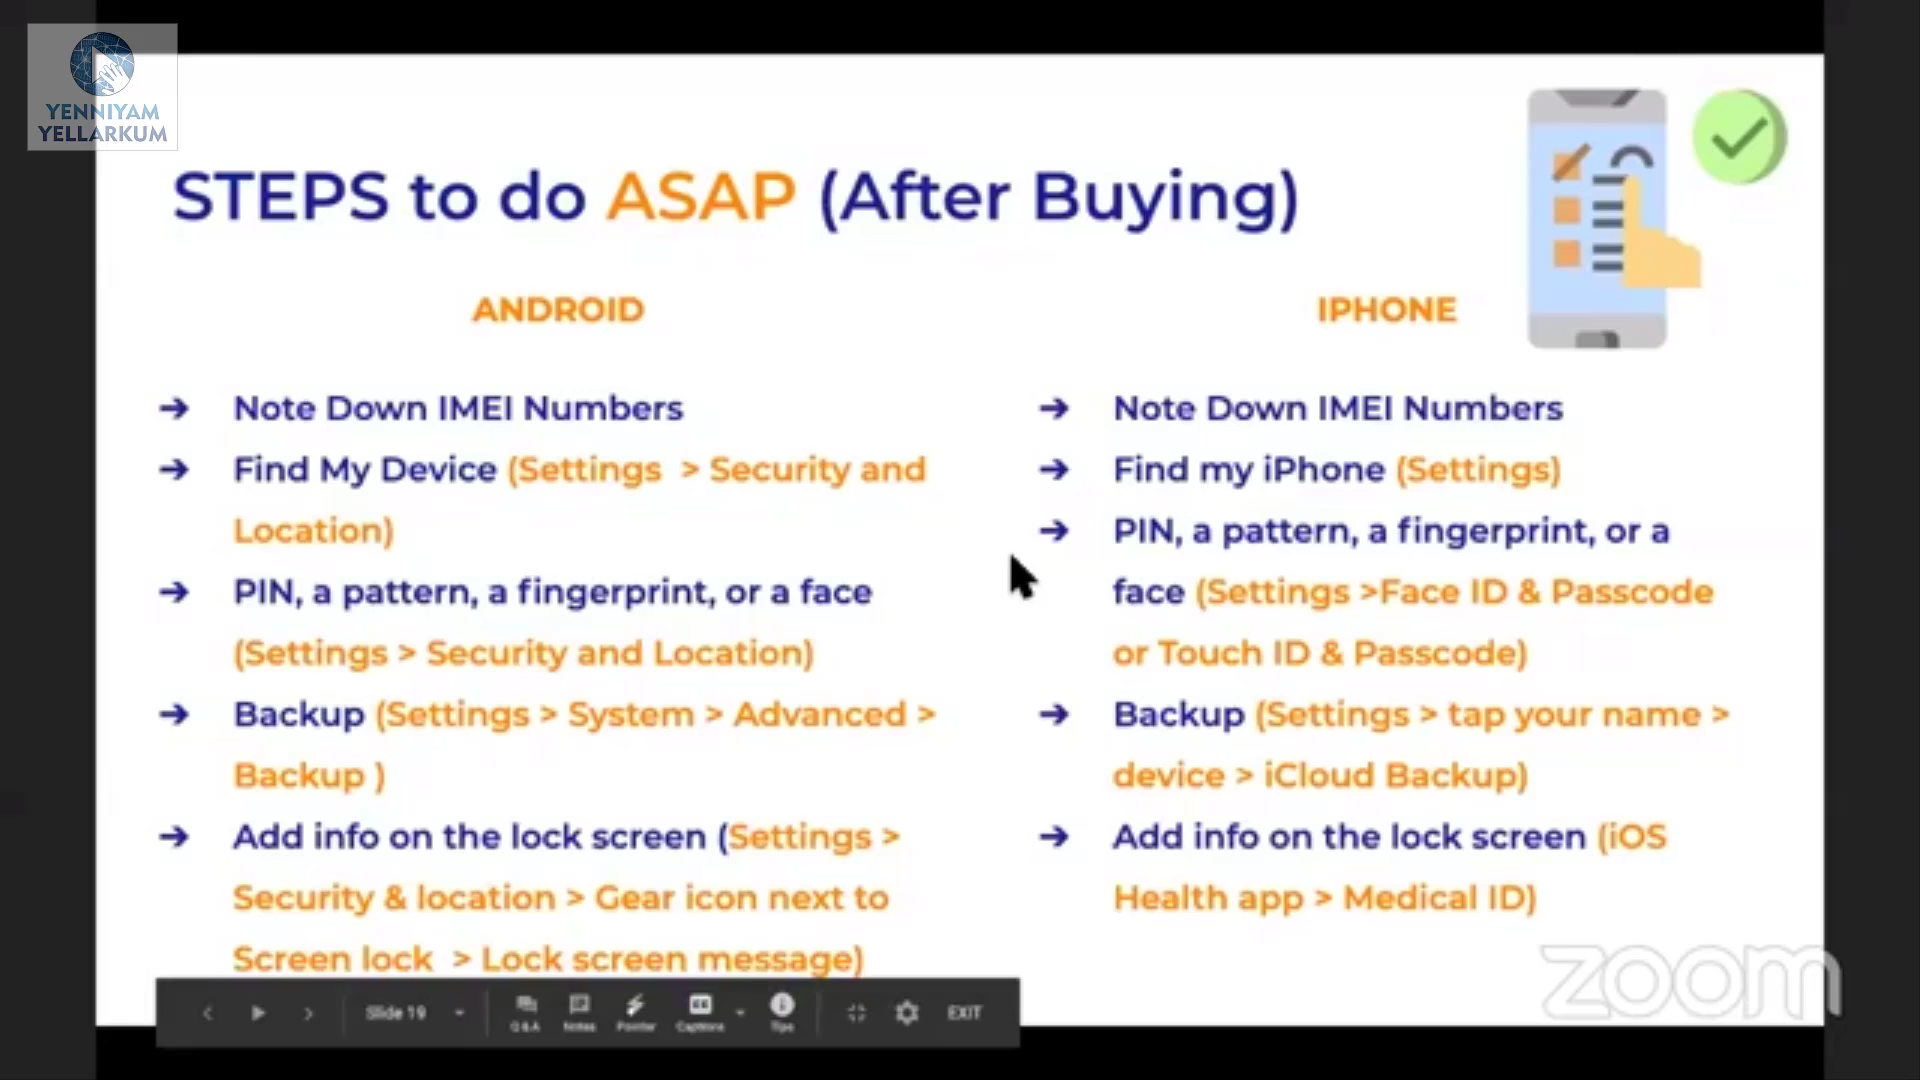 YENNIYAM
YELLARKUM
STEPS to do ASAP (After Buying)
ANDROID
➔ Note Down IMEI Numbers
➔ Find My Device (Settings > Security and
Location)
➔ PIN, a pattern, a fingerprint, or a face
(Settings > Security and Location)
➔ Backup (Settings > System > Advanced >
Backup )
➔ Add info on the lock screen (Settings >
Security & location > Gear icon next to
Screen lock > Lock screen message)
IPHONE
➔ Note Down IMEI Numbers
➔ Find my iPhone (Settings)
➔ PIN, a pattern, a fingerprint, or a
face (Settings >Face ID & Passcode
or Touch ID & Passcode)
➔ Backup (Settings > tap your name >
device > iCloud Backup)
➔ Add info on the lock screen (iOS
Health app > Medical ID)
Slide 19
Q&A Notes Pointer Captions Tips
EXIT
zoom